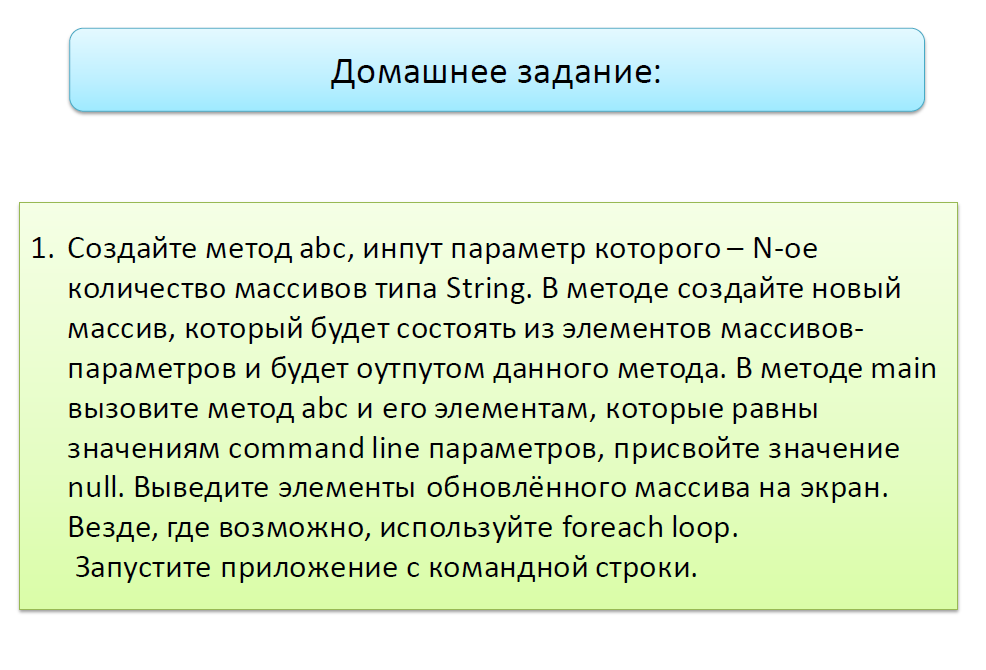 Домашнее задание:
1. Создайте метод abc, инпут параметр которого – N-ое
количество массивов типа String. В методе создайте новый
массив, который будет состоять из элементов массивов-
параметров и будет оутпутом данного метода. В методе main
вызовите метод abc и его элементам, которые равны
значениям command line параметров, присвойте значение
null. Выведите элементы обновлённого массива на экран.
Везде, где возможно, используйте foreach loop.
Запустите приложение с командной строки.